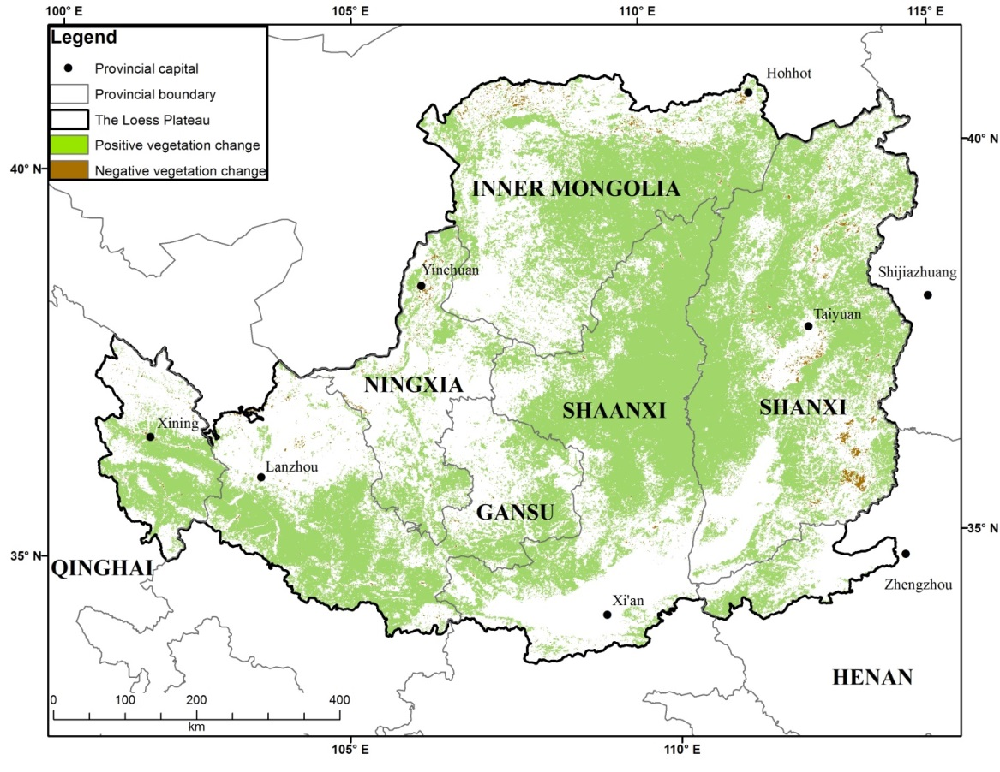 100° E
105° E
110° E
115° E
Legend
Provincial capital
Provincial boundary
The Loess Plateau
Positive vegetation change
Negative vegetation change
Hohhot
40° N
40° N
INNER MONGOLIA
Yinchuan
Shijiazhuang
Taiyuan
NINGXIA
SHAANXI
SHANXI
Xining
Lanzhou
GANSU
35° N
35° N
QINGHAI
Zhengzhou
Xi'an
HENAN
0 100 200 400
km
105° E
110° E